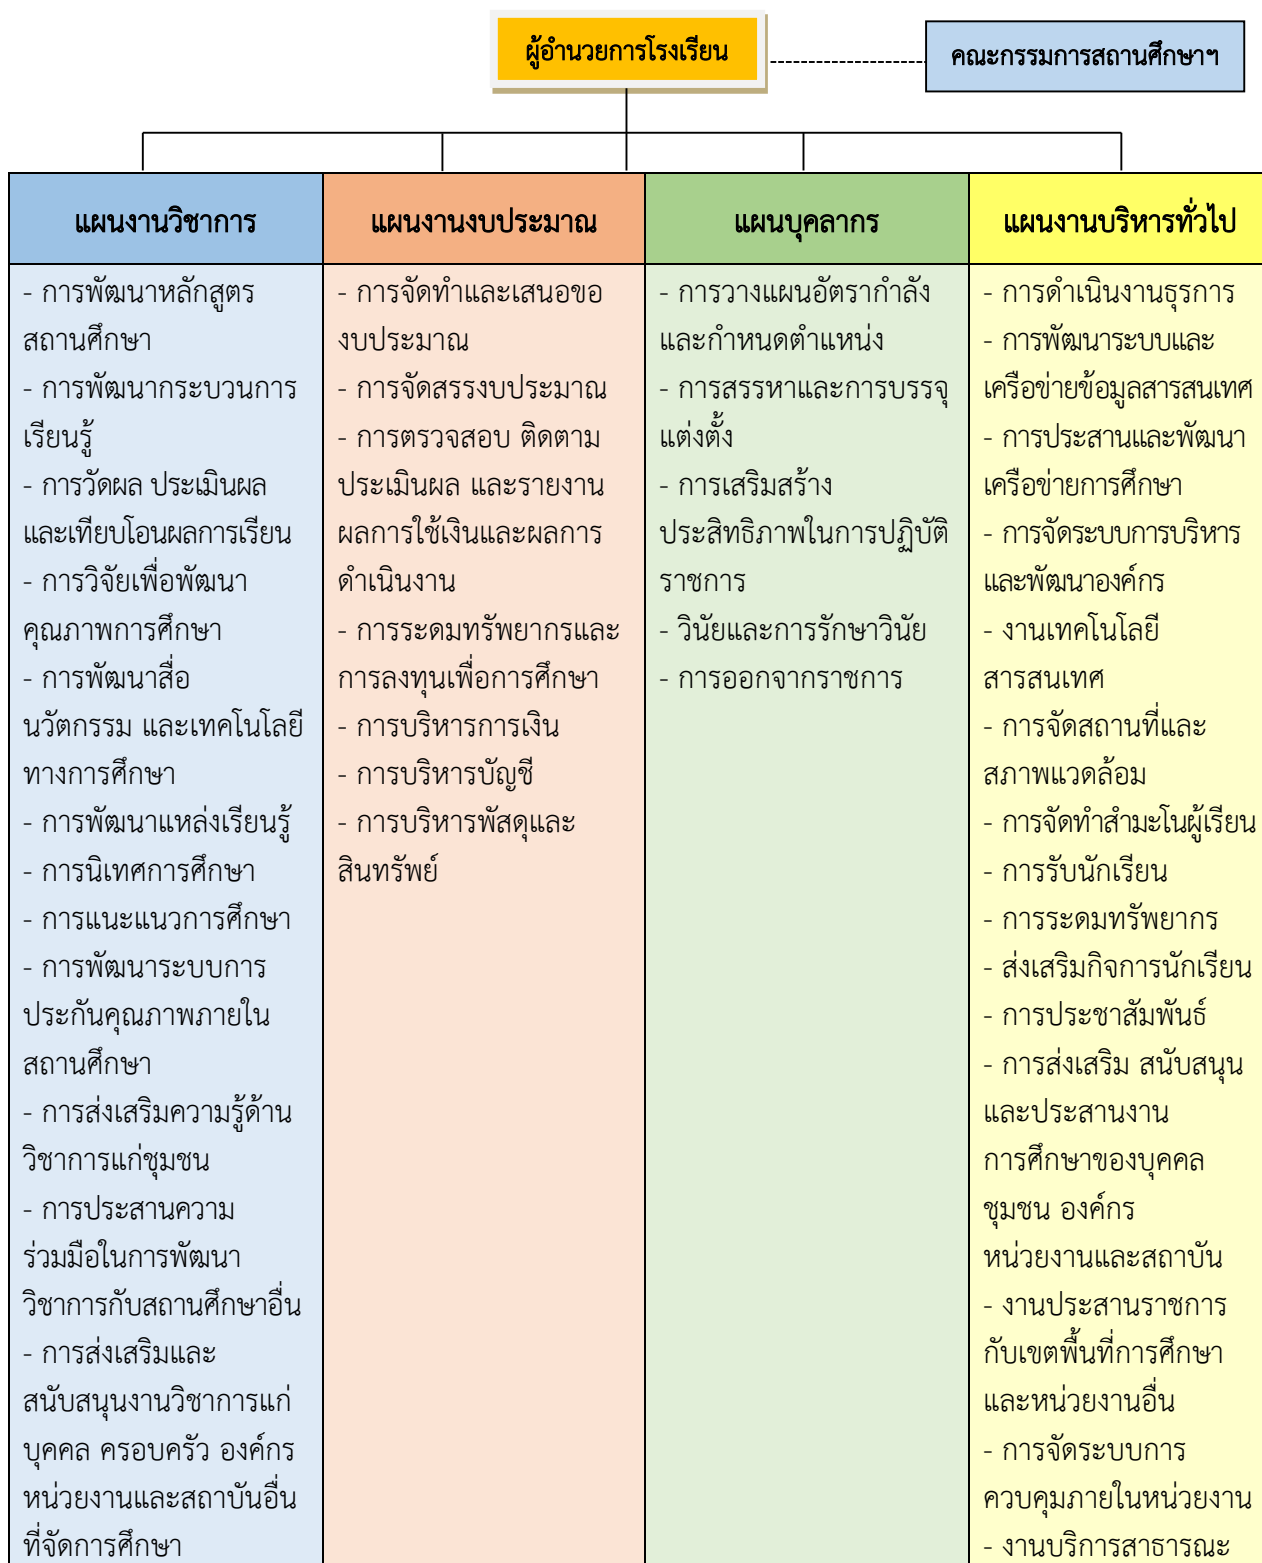 ผู้อำนวยการโรงเรียน
คณะกรรมการสถานศึกษาฯ
แผนงานวิชาการ
- การพัฒนาหลักสูตร
สถานศึกษา
- การพัฒนากระบวนการ
เรียนรู้
- การวัดผล ประเมินผล
และเทียบโอนผลการเรียน
- การวิจัยเพื่อพัฒนา
คุณภาพการศึกษา
- การพัฒนาสื่อ
นวัตกรรม และเทคโนโลยี
ทางการศึกษา
- การพัฒนาแหล่งเรียนรู้
- การนิเทศการศึกษา
- การแนะแนวการศึกษา
- การพัฒนาระบบการ
ประกันคุณภาพภายใน
สถานศึกษา
- การส่งเสริมความรู้ด้าน
วิชาการแก่ชุมชน
- การประสานความ
ร่วมมือในการพัฒนา
วิชาการกับสถานศึกษาอื่น
- การส่งเสริมและ
สนับสนุนงานวิชาการแก่
บุคคล ครอบครัว องค์กร
หน่วยงานและสถาบันอื่น
ที่จัดการศึกษา
แผนงานงบประมาณ
- การจัดทำและเสนอขอ
งบประมาณ
- การจัดสรรงบประมาณ
- การตรวจสอบ ติดตาม
ประเมินผล และรายงาน
ผลการใช้เงินและผลการ
ดำเนินงาน
- การระดมทรัพยากรและ
การลงทุนเพื่อการศึกษา
- การบริหารการเงิน
- การบริหารบัญชี
- การบริหารพัสดุและ
สินทรัพย์
แผนบุคลากร
- การวางแผนอัตรากำลัง
และกำหนดตำแหน่ง
- การสรรหาและการบรรจุ
แต่งตั้ง
- การเสริมสร้าง
ประสิทธิภาพในการปฏิบัติ
ราชการ
- วินัยและการรักษาวินัย
- การออกจากราชการ
แผนงานบริหารทั่วไป
- การดำเนินงานธุรการ
- การพัฒนาระบบและ
เครือข่ายข้อมูลสารสนเทศ
- การประสานและพัฒนา
เครือข่ายการศึกษา
- การจัดระบบการบริหาร
และพัฒนาองค์กร
- งานเทคโนโลยี
สารสนเทศ
- การจัดสถานที่และ
สภาพแวดล้อม
- การจัดทำสำมะโนผู้เรียน
- การรับนักเรียน
- การระดมทรัพยากร
- ส่งเสริมกิจการนักเรียน
- การประชาสัมพันธ์
- การส่งเสริม สนับสนุน
และประสานงาน
การศึกษาของบุคคล
ชุมชน องค์กร
หน่วยงานและสถาบัน
- งานประสานราชการ
กับเขตพื้นที่การศึกษา
และหน่วยงานอื่น
- การจัดระบบการ
ควบคุมภายในหน่วยงาน
- งานบริการสาธารณะ